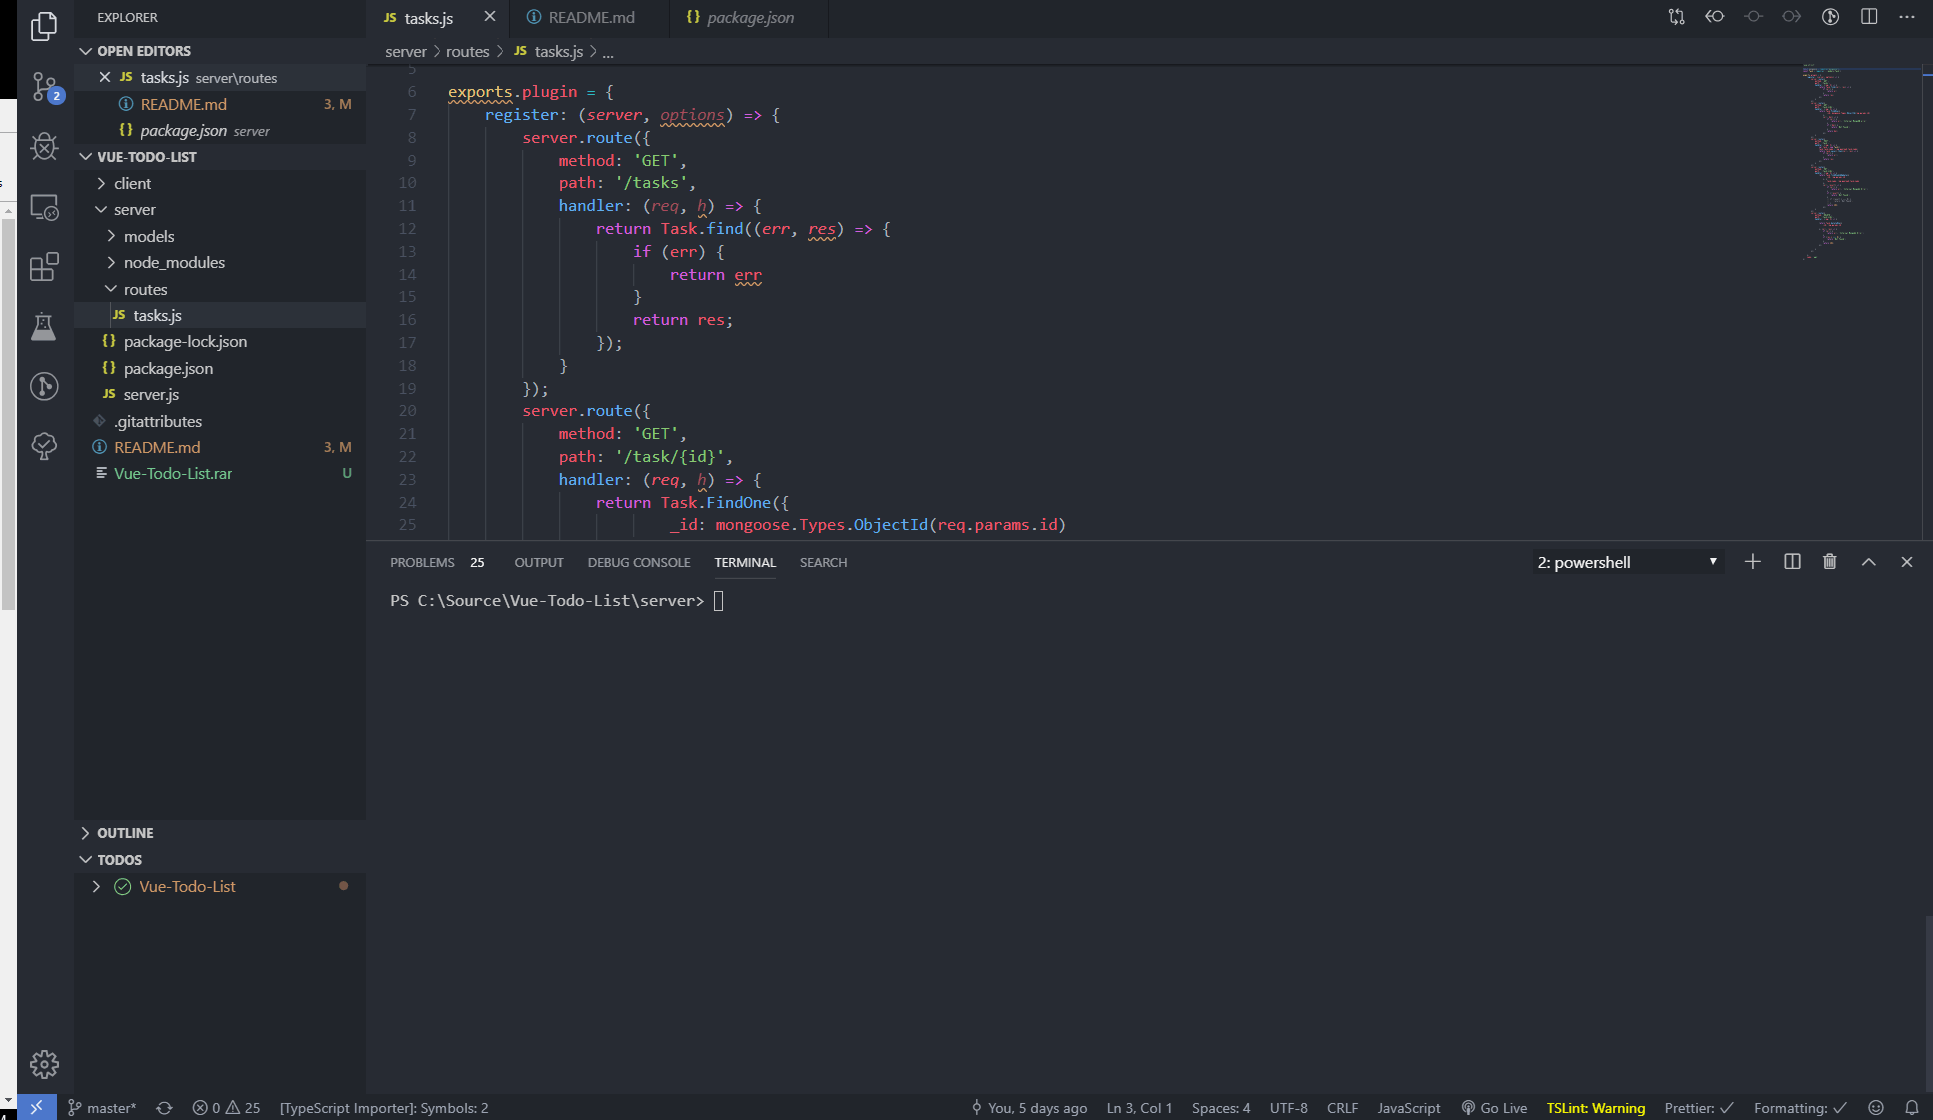 EXPLORER
OPEN EDITORS
JS tasks.js server\routes
README.md 3, M
{} package.json server
VUE-TODO-LIST
client
server
models
node_modules
routes
JS tasks.js
{} package-lock.json
{} package.json
JS server.js
.gitattributes
README.md 3, M
Vue-Todo-List.rar U
OUTLINE
TODOS
Vue-Todo-List
2
JS tasks.js
README.md
{} package.json
server > routes > JS tasks.js > ...
5
6 exports.plugin = {
7 register: (server, options) => {
8 server.route({
9 method: 'GET',
10 path: '/tasks',
11 handler: (req, h) => {
12 return Task.find((err, res) => {
13 if (err) {
14 return err
15 }
16 return res;
17 });
18 }
19 });
20 server.route({
21 method: 'GET',
22 path: '/task/{id}',
23 handler: (req, h) => {
24 return Task.FindOne({
25 _id: mongoose.Types.ObjectId(req.params.id)
PROBLEMS 25 OUTPUT DEBUG CONSOLE TERMINAL SEARCH 2: powershell
PS C:\Source\Vue-Todo-List\server>
master* 0 25 [TypeScript Importer]: Symbols: 2 You, 5 days ago Ln 3, Col 1 Spaces: 4 UTF-8 CRLF JavaScript Go Live TSLint: Warning Prettier: ✓ Formatting: ✓